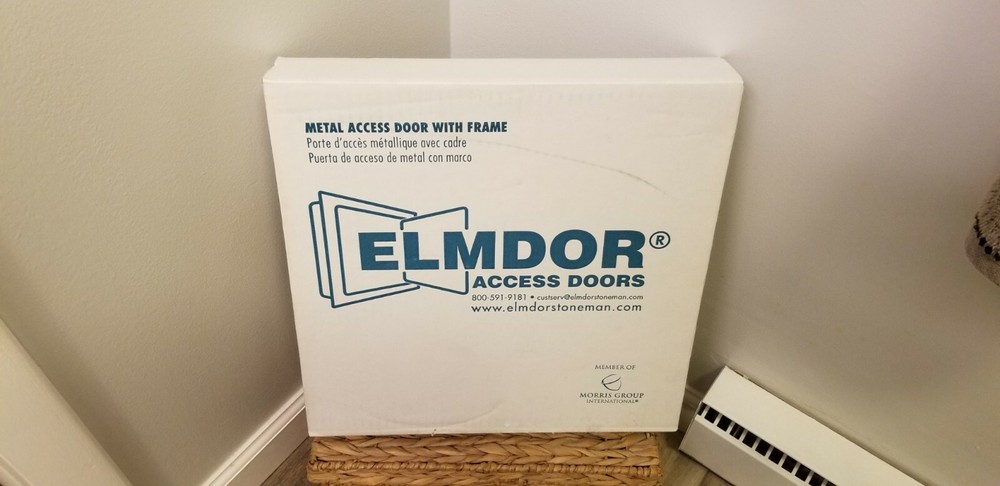 METAL ACCESS DOOR WITH FRAME
Porte d'accès métallique avec cadre
Puerta de acceso de metal con marco
ELMDOR®
ACCESS DOORS
800-591-9181 • custserv@elmdorstoneman.com
www.elmdorstoneman.com
MEMBER OF
MORRIS GROUP
INTERNATIONAL®